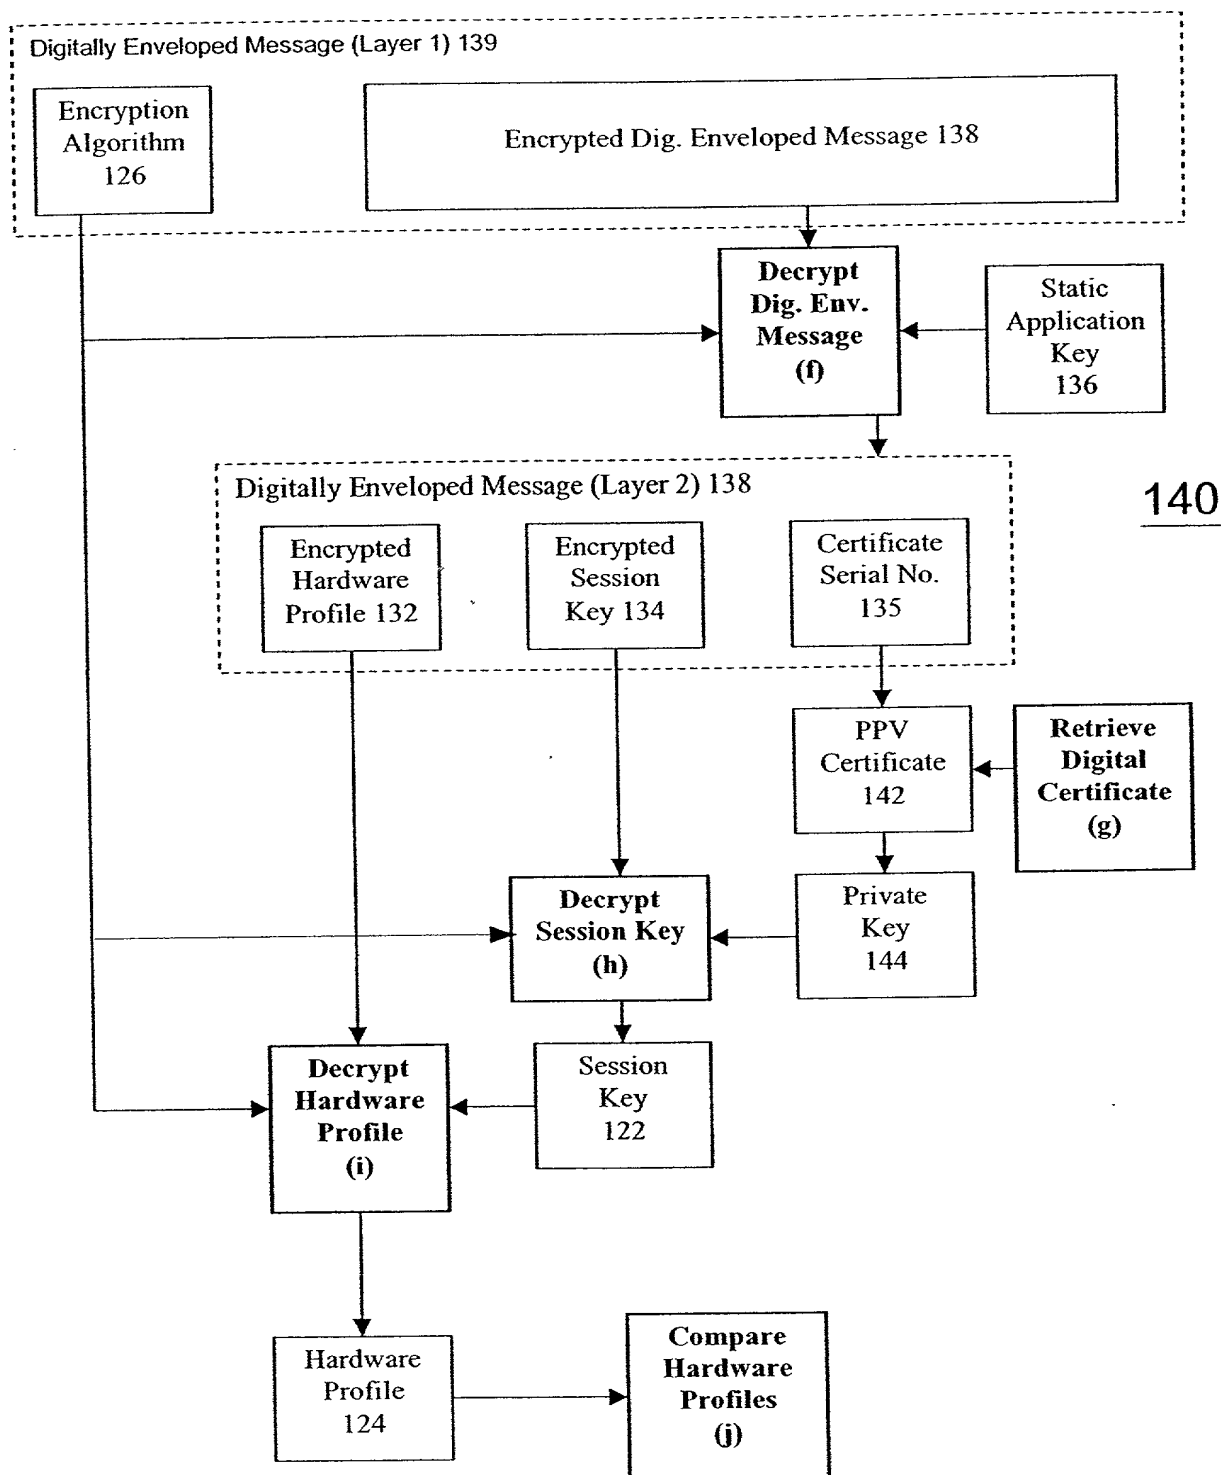 Digitally Enveloped Message (Layer 1) 139
Encryption
Algorithm
126
Encrypted Dig. Enveloped Message 138
Decrypt
Dig. Env.
Message
(f)
Static
Application
Key
136
Digitally Enveloped Message (Layer 2) 138
140
Encrypted
Hardware
Profile 132
Encrypted
Session
Key 134
Certificate
Serial No.
135
PPV
Certificate
142
Retrieve
Digital
Certificate
(g)
Decrypt
Session Key
(h)
Private
Key
144
Decrypt
Hardware
Profile
(i)
Session
Key
122
Hardware
Profile
124
Compare
Hardware
Profiles
(j)